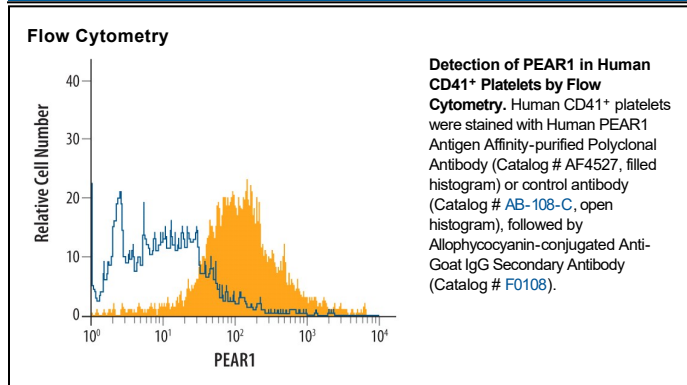 Flow Cytometry
Relative Cell Number
40
30
20
10
0
10⁰ 10¹ 10² 10³ 10⁴
PEAR1
Detection of PEAR1 in Human
CD41⁺ Platelets by Flow
Cytometry. Human CD41⁺ platelets
were stained with Human PEAR1
Antigen Affinity-purified Polyclonal
Antibody (Catalog # AF4527, filled
histogram) or control antibody
(Catalog # AB-108-C, open
histogram), followed by
Allophycocyanin-conjugated Anti-
Goat IgG Secondary Antibody
(Catalog # F0108).